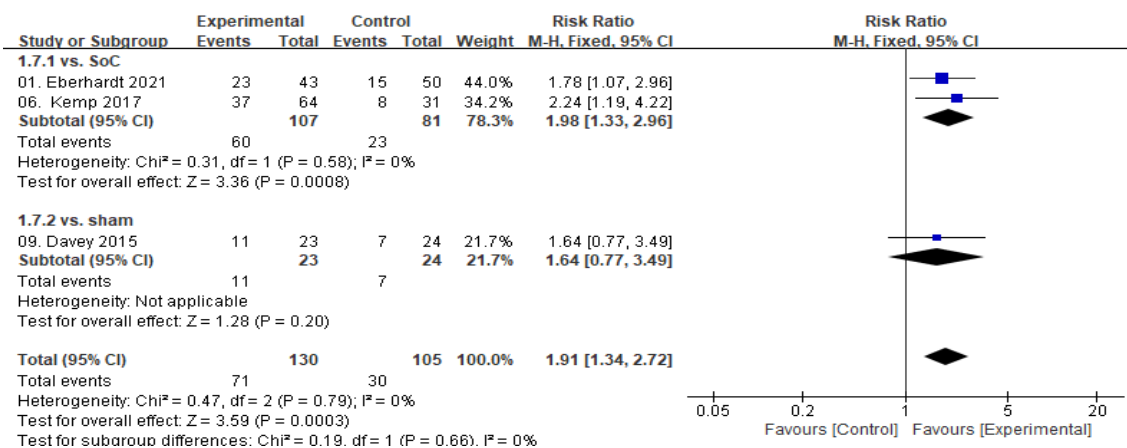 Experimental Control Risk Ratio Risk Ratio
Study or Subgroup Events Total Events Total Weight M-H, Fixed, 95% CI M-H, Fixed, 95% CI
1.7.1 vs. SoC
01. Eberhardt 2021 23 43 15 50 44.0% 1.78 [1.07, 2.96]
06. Kemp 2017 37 64 8 31 34.2% 2.24 [1.19, 4.22]
Subtotal (95% CI) 107 81 78.3% 1.98 [1.33, 2.96]
Total events 60 23
Heterogeneity: Chi² = 0.31, df = 1 (P = 0.58); I² = 0%
Test for overall effect: Z = 3.36 (P = 0.0008)
1.7.2 vs. sham
09. Davey 2015 11 23 7 24 21.7% 1.64 [0.77, 3.49]
Subtotal (95% CI) 23 24 21.7% 1.64 [0.77, 3.49]
Total events 11 7
Heterogeneity: Not applicable
Test for overall effect: Z = 1.28 (P = 0.20)
Total (95% CI) 130 105 100.0% 1.91 [1.34, 2.72]
Total events 71 30
Heterogeneity: Chi² = 0.47, df = 2 (P = 0.79); I² = 0%
Test for overall effect: Z = 3.59 (P = 0.0003)
Test for subgroup differences: Chi² = 0.19, df = 1 (P = 0.66), I² = 0%
0.05 0.2 1 5 20
Favours [Control] Favours [Experimental]